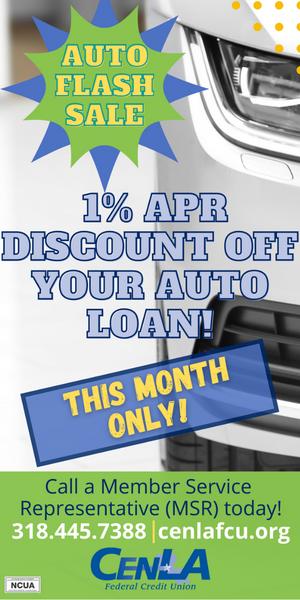 AUTO
FLASH
SALE
1% APR
DISCOUNT OFF
YOUR AUTO
LOAN!
THIS MONTH
ONLY!
Call a Member Service
Representative (MSR) today!
318.445.7388|cenlafcu.org
CENLA
Federal Credit Union
NCUA